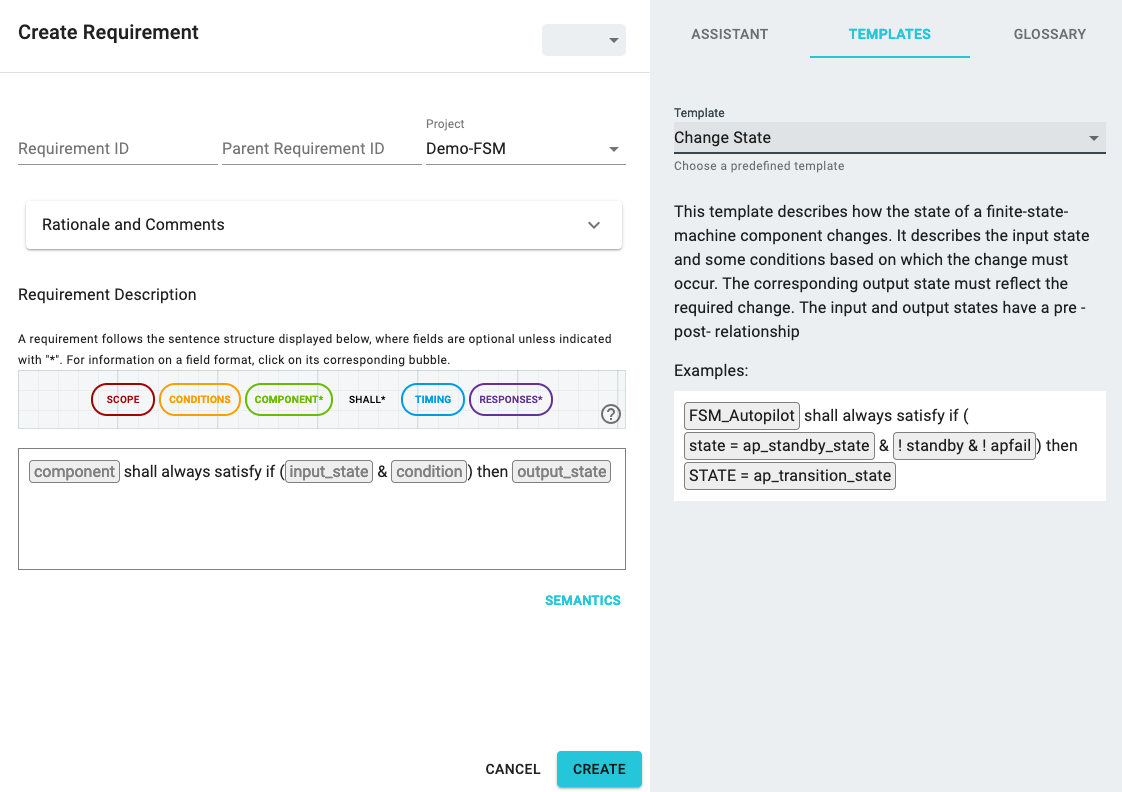 Create Requirement
Requirement ID
Parent Requirement ID
Project
Demo-FSM
Rationale and Comments
Requirement Description
A requirement follows the sentence structure displayed below, where fields are optional unless indicated
with "*". For information on a field format, click on its corresponding bubble.
SCOPE CONDITIONS COMPONENT* SHALL* TIMING RESPONSES*
?
component shall always satisfy if (input_state & condition) then output_state
SEMANTICS
CANCEL CREATE
ASSISTANT TEMPLATES GLOSSARY
Template
Change State
Choose a predefined template
This template describes how the state of a finite-state-
machine component changes. It describes the input state
and some conditions based on which the change must
occur. The corresponding output state must reflect the
required change. The input and output states have a pre -
post- relationship
Examples:
FSM_Autopilot shall always satisfy if (
state = ap_standby_state & ! standby & ! apfail) then
STATE = ap_transition_state